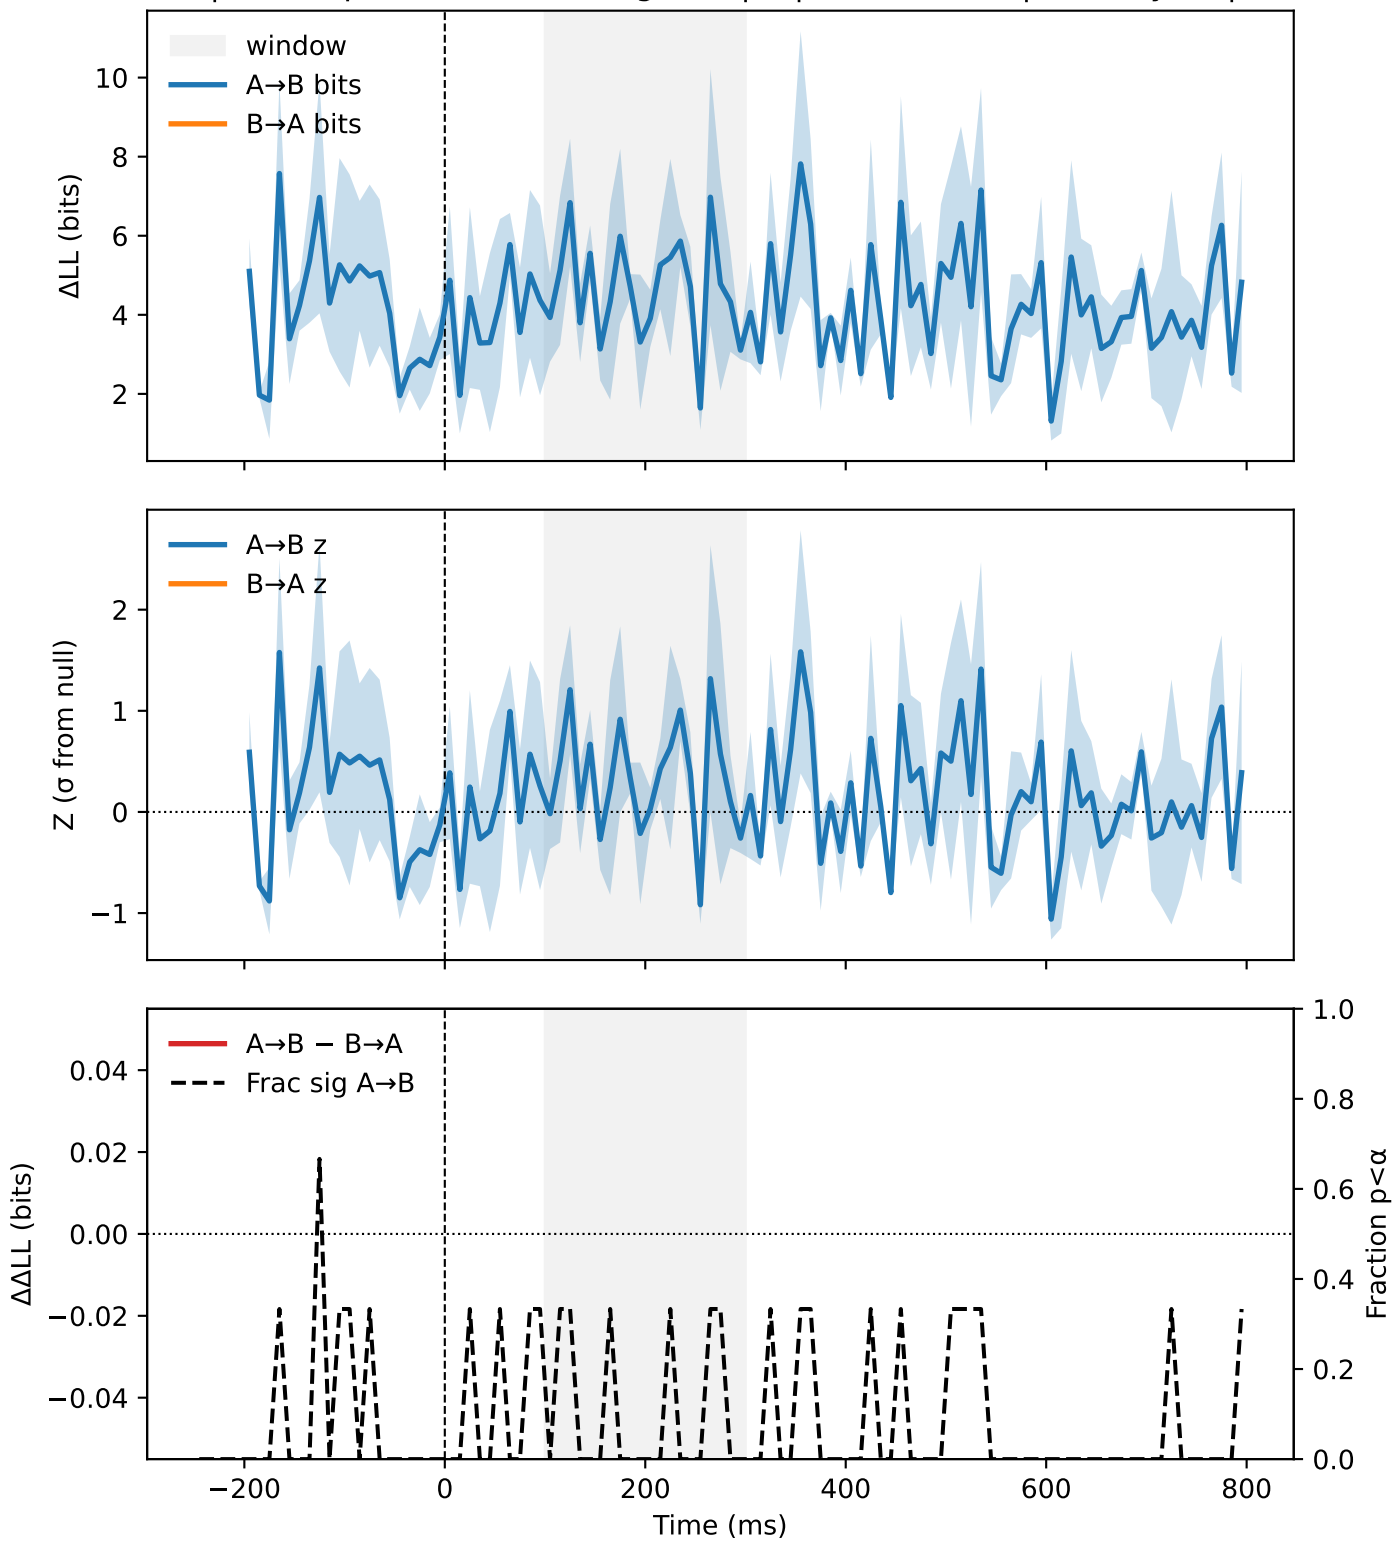 window
A→B bits
B→A bits
10
8
6
4
2
ΔLL (bits)
A→B z
B→A z
2
1
0
−1
Z (σ from null)
A→B − B→A
Frac sig A→B
0.04
0.02
0.00
−0.02
−0.04
ΔΔLL (bits)
1.0
0.8
0.6
0.4
0.2
0.0
Fraction p<α
−200 0 200 400 600 800
Time (ms)